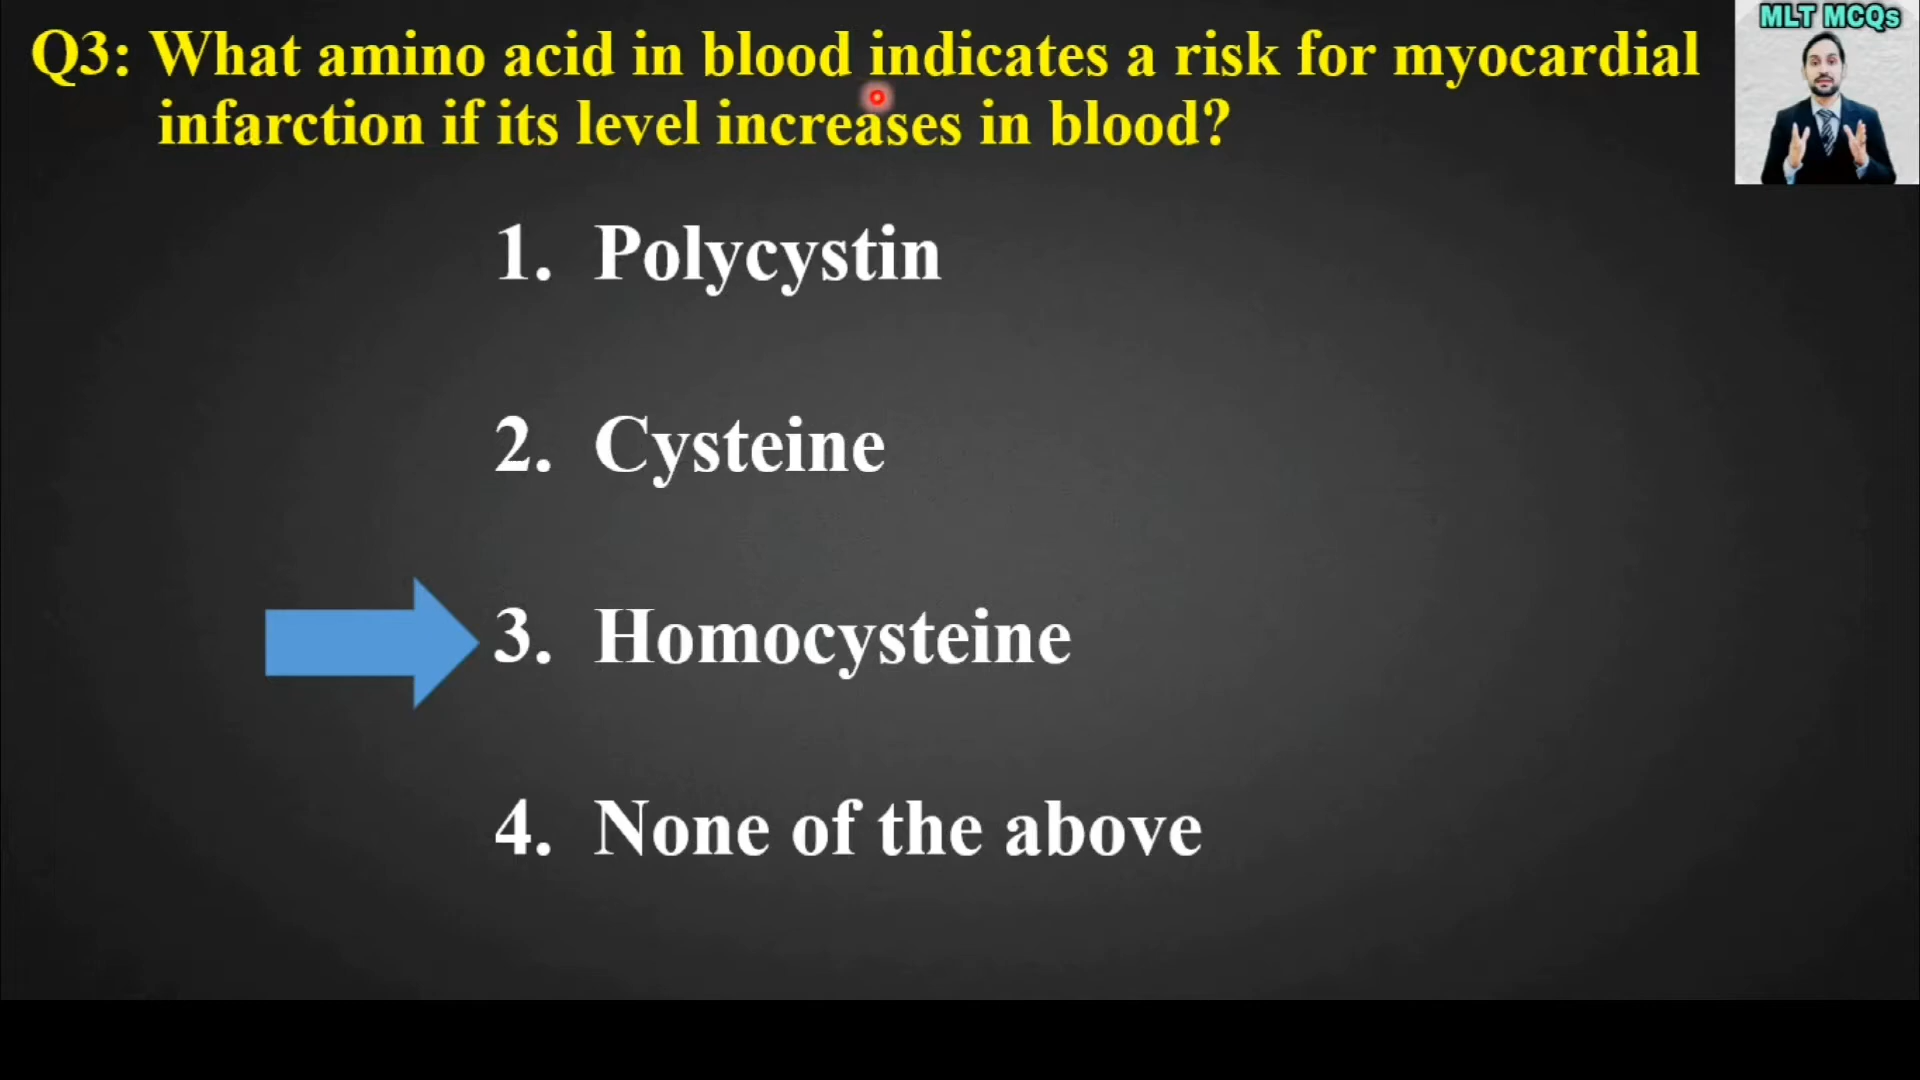 MLT MCQs
Q3: What amino acid in blood indicates a risk for myocardial
infarction if its level increases in blood?
1. Polycystin
2. Cysteine
3. Homocysteine
4. None of the above